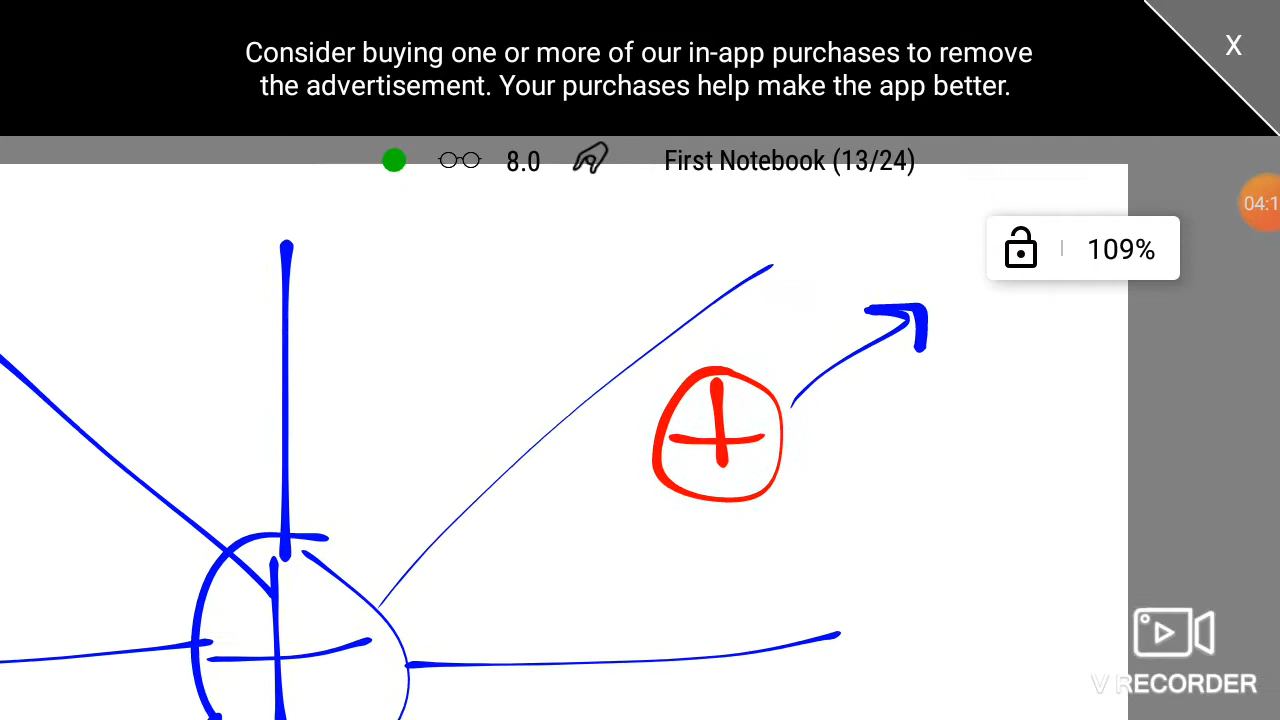 Consider buying one or more of our in-app purchases to remove
the advertisement. Your purchases help make the app better.
X
8.0 First Notebook (13/24)
04:1
109%
V RECORDER